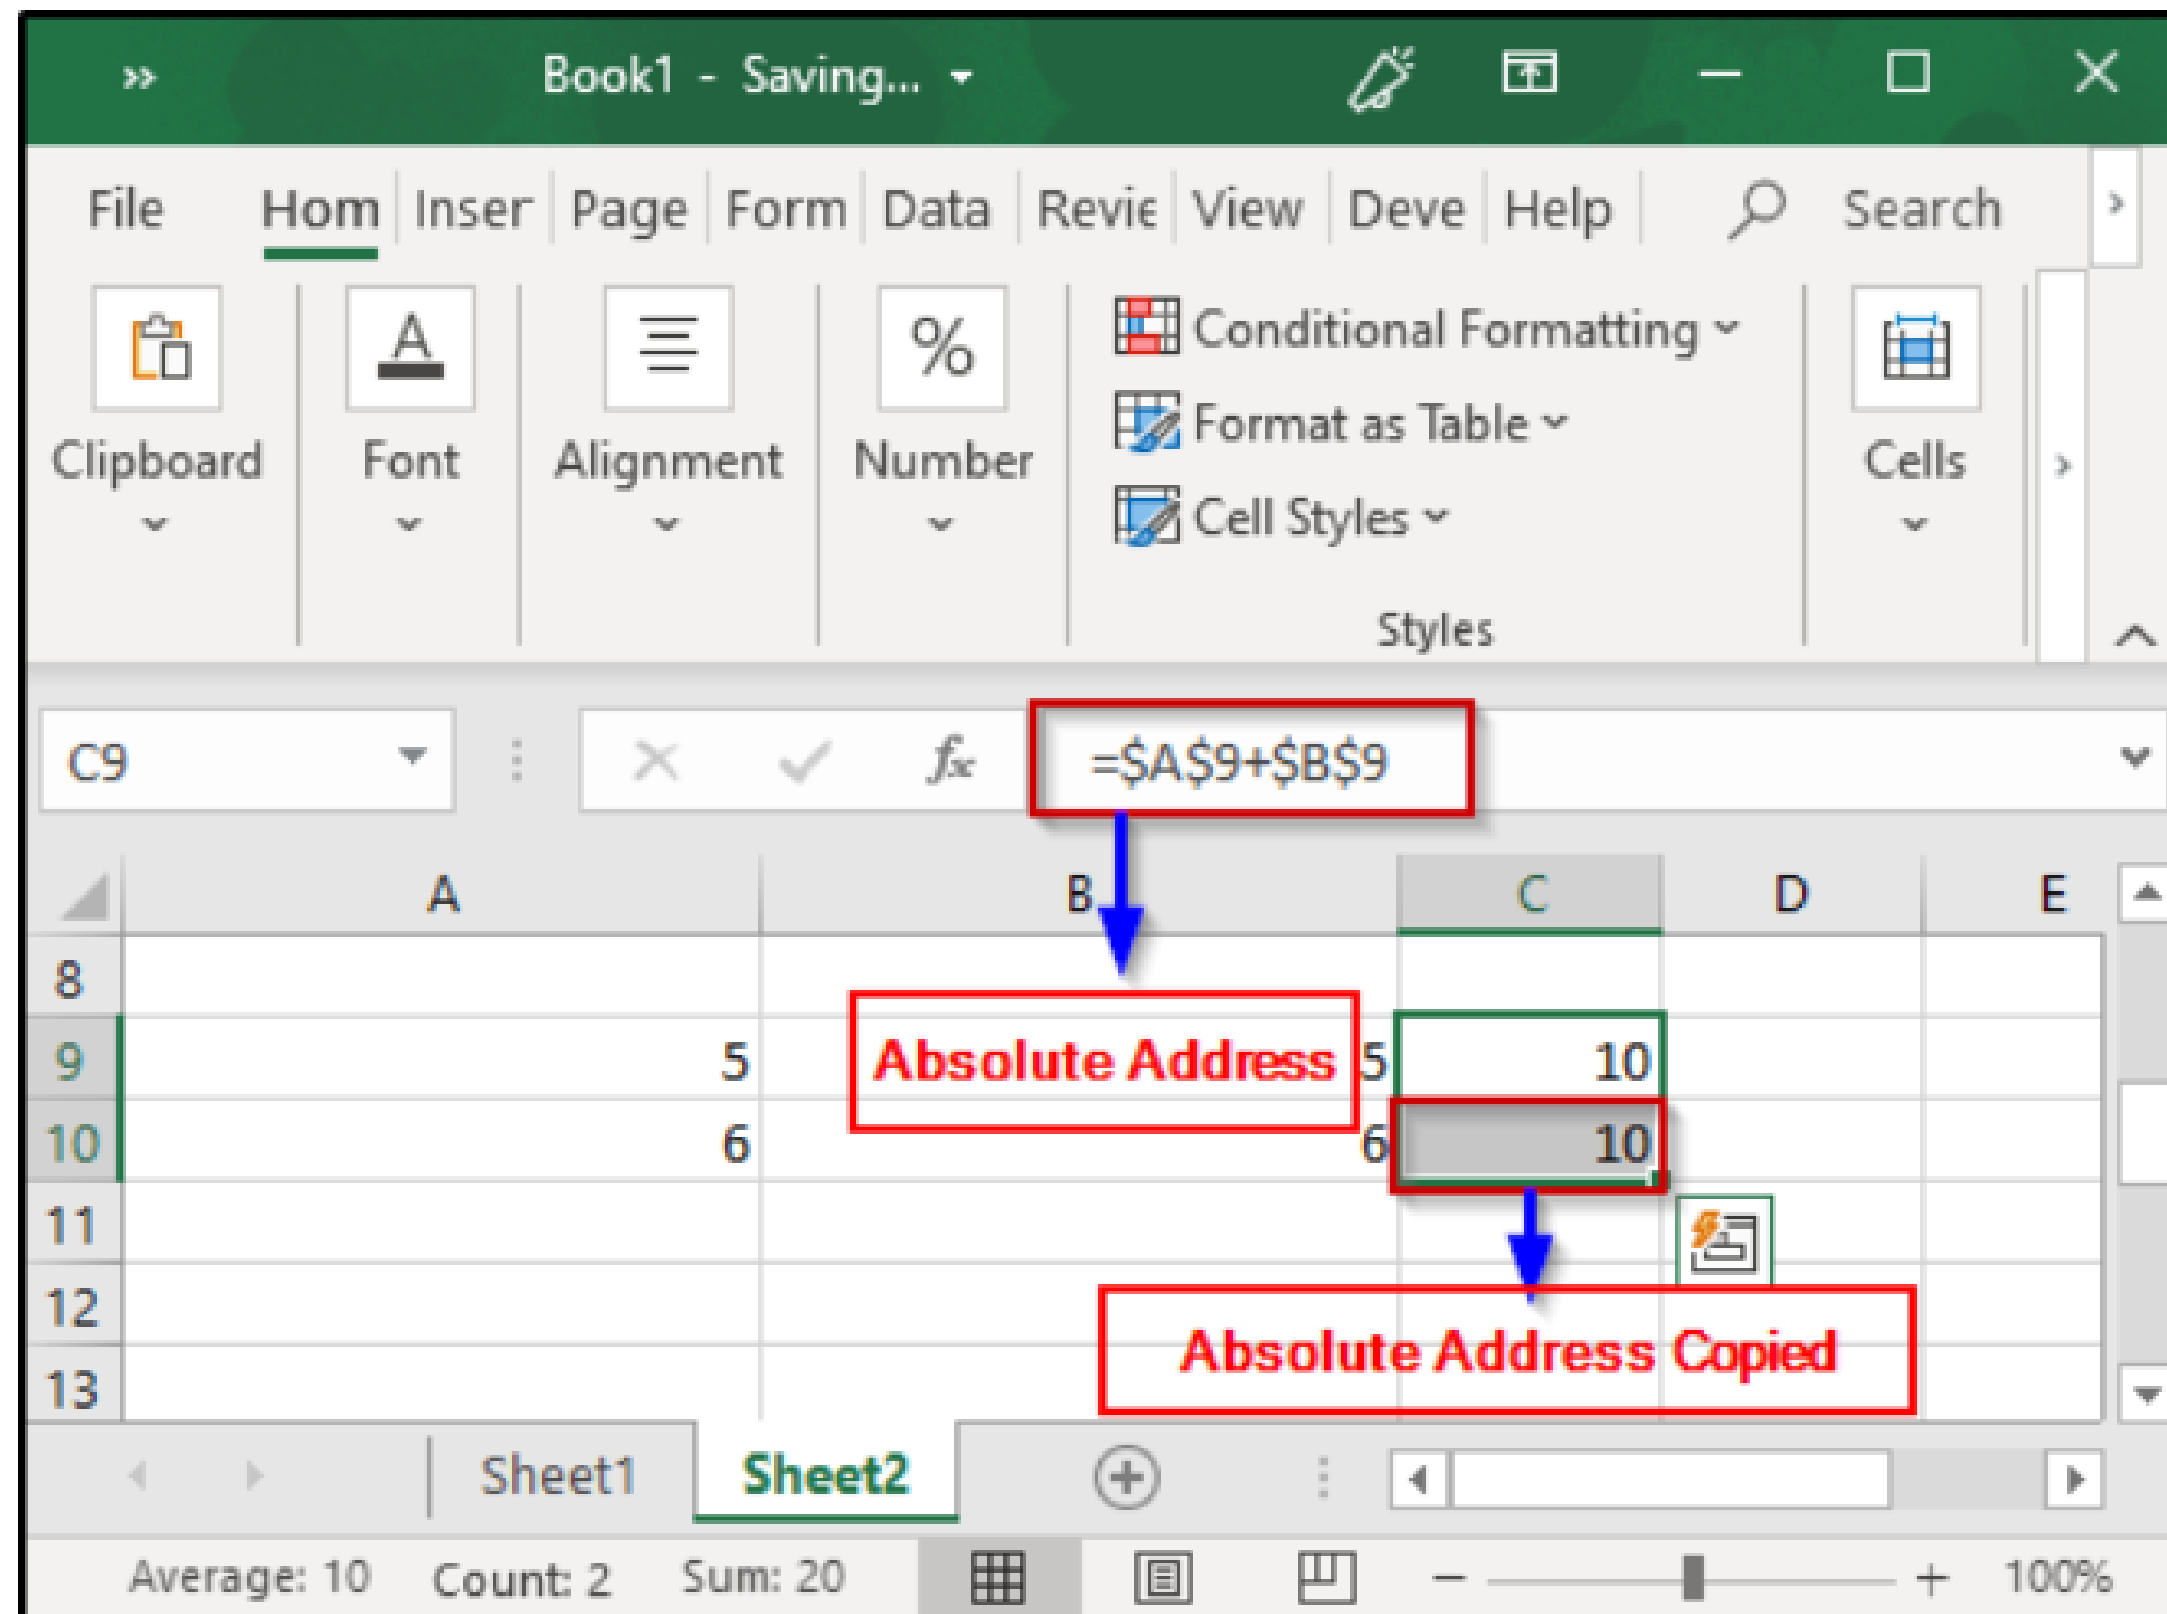 » Book1 - Saving...
File Hom Inser Page Form Data Revie View Deve Help Search
Conditional Formatting
Format as Table
Cell Styles
Clipboard Font Alignment Number Cells
Styles
C9 fx =$A$9+$B$9
A B C D E
8
9 5 Absolute Address 5 10
10 6 6 10
11
12
Absolute Address Copied
13
Sheet1 Sheet2
Average: 10 Count: 2 Sum: 20 100%